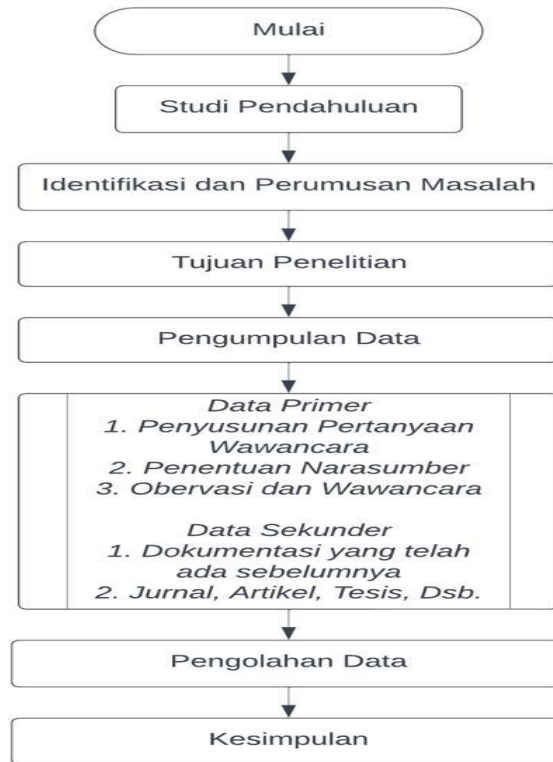 Mulai
Studi Pendahuluan
Identifikasi dan Perumusan Masalah
Tujuan Penelitian
Pengumpulan Data
Data Primer
1. Penyusunan Pertanyaan
Wawancara
2. Penentuan Narasumber
3. Obervasi dan Wawancara
Data Sekunder
1. Dokumentasi yang telah
ada sebelumnya
2. Jurnal, Artikel, Tesis, Dsb.
Pengolahan Data
Kesimpulan